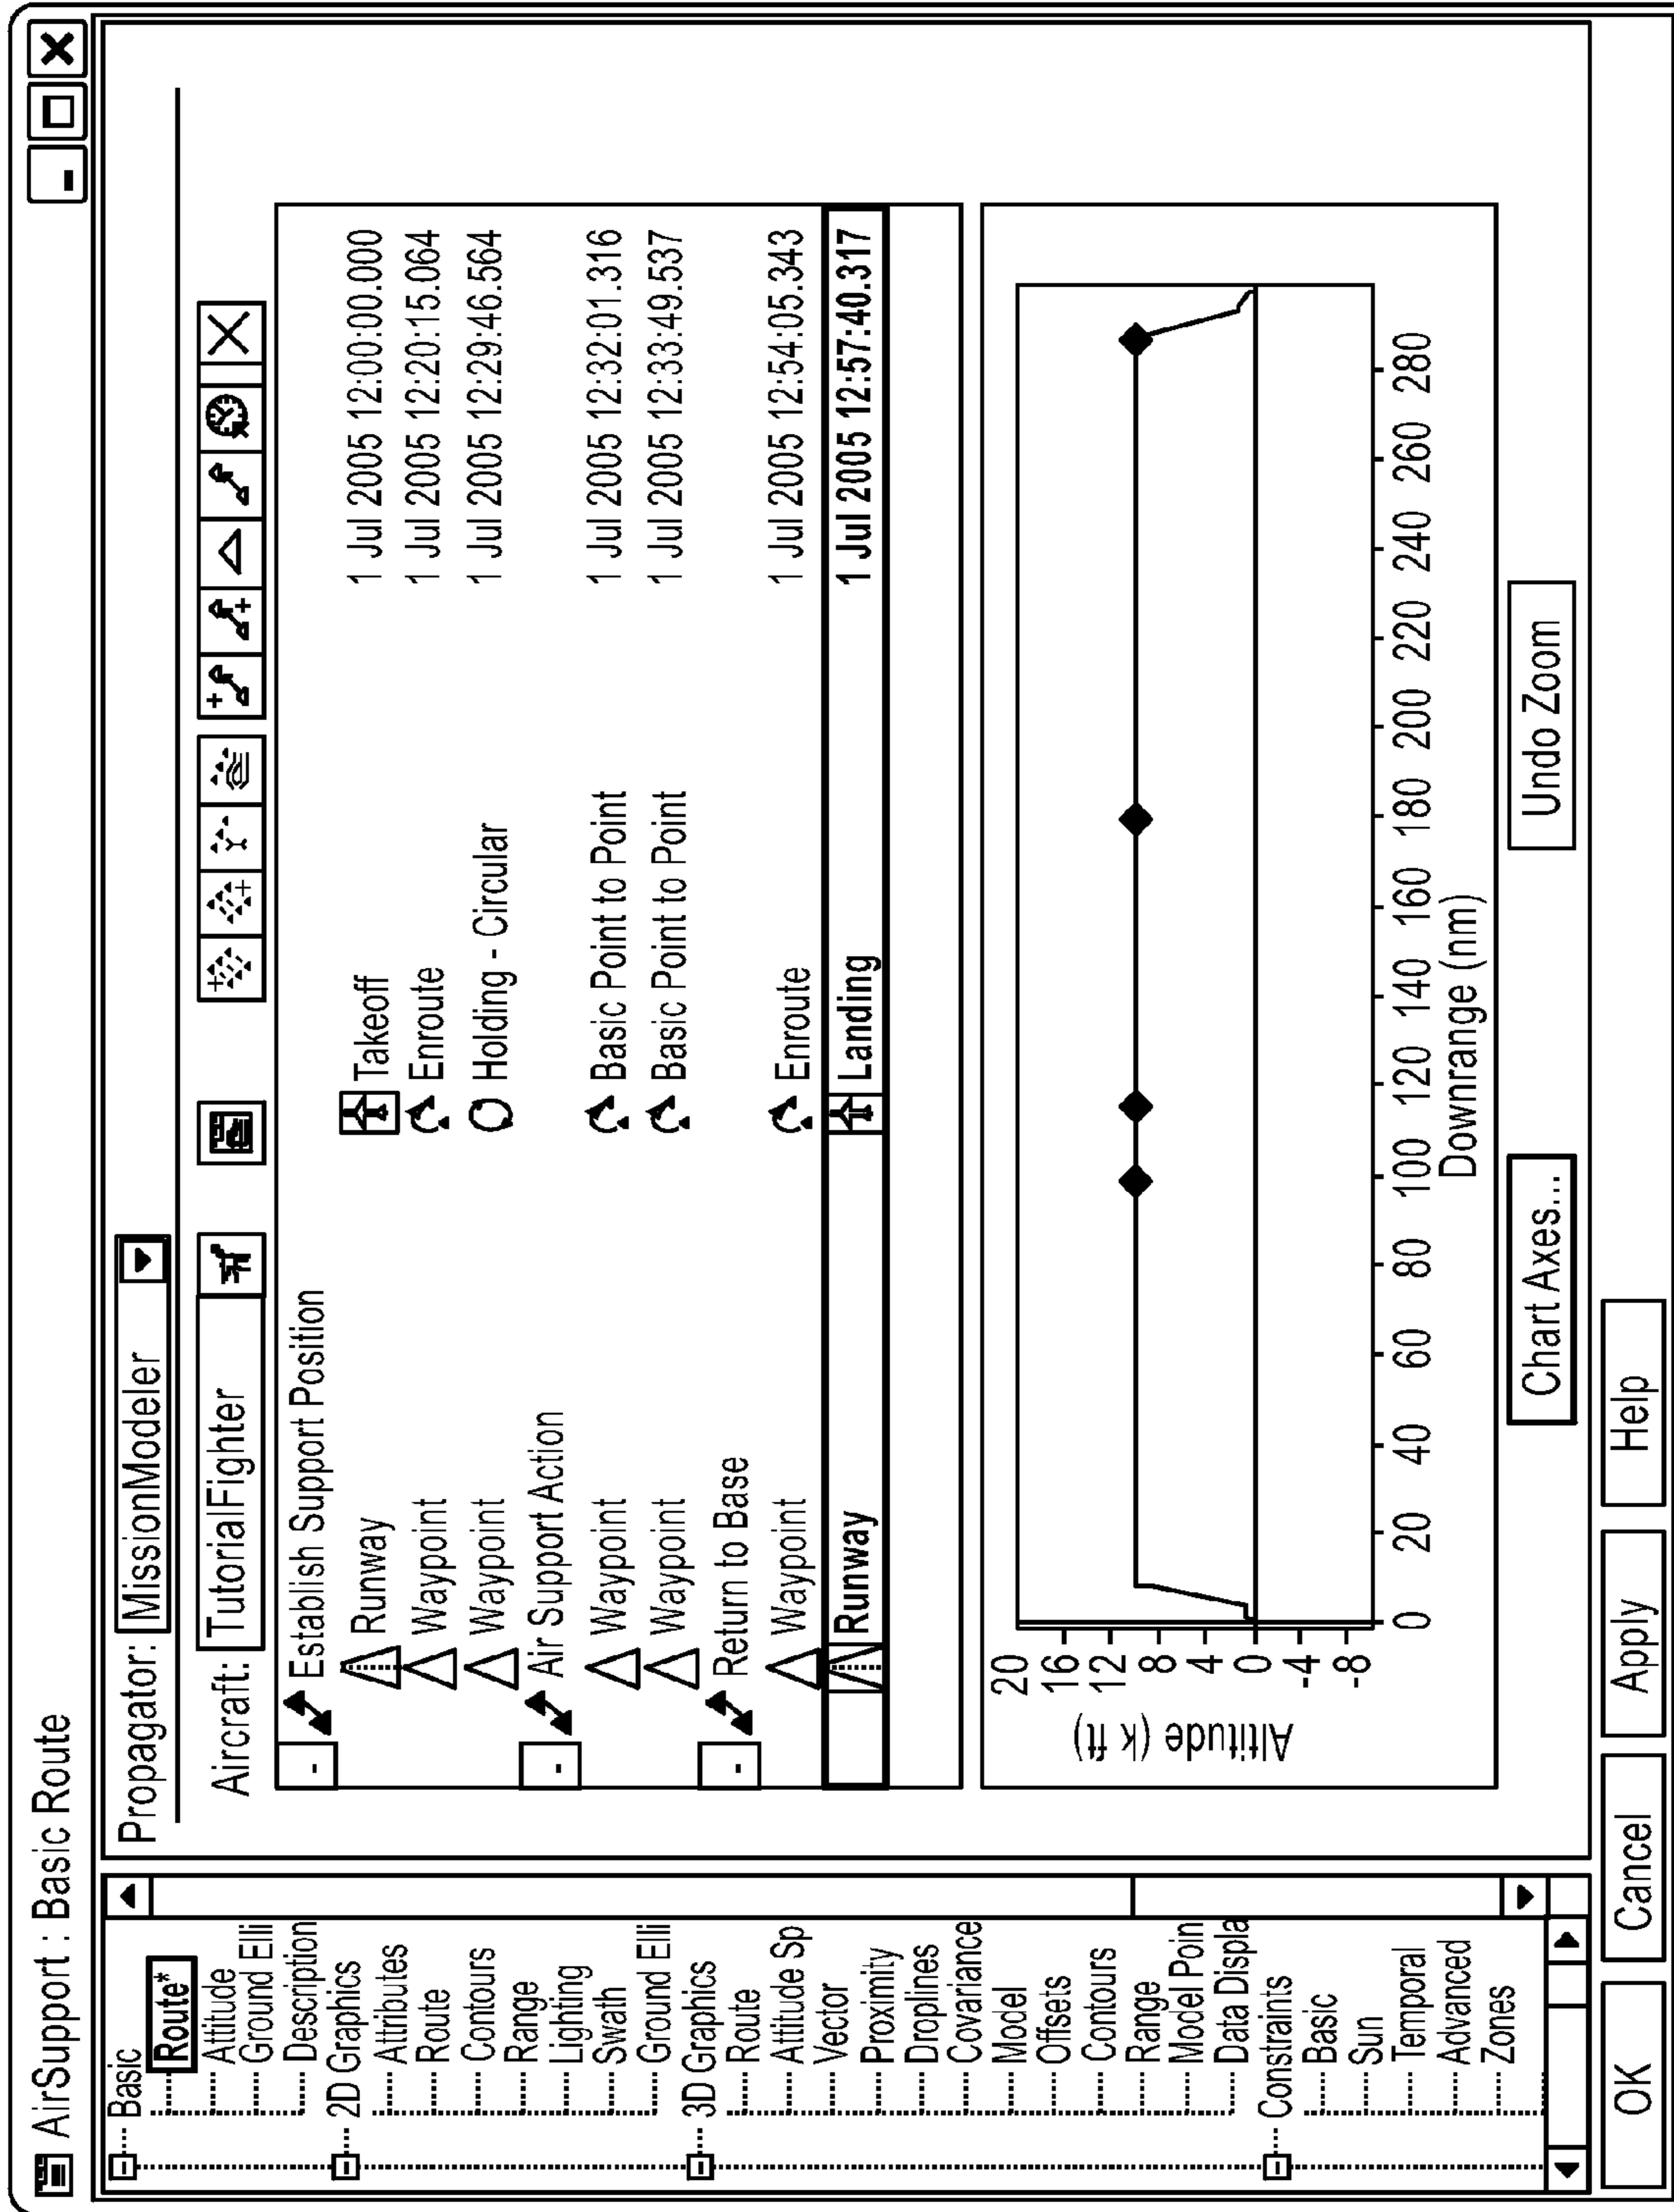 AirSupport : Basic Route
Basic
Route*
Attitude
Ground Elli
Description
2D Graphics
Attributes
Route
Contours
Range
Lighting
Swath
Ground Elli
3D Graphics
Route
Attitude Sp
Vector
Proximity
Droplines
Covariance
Model
Offsets
Contours
Range
Model Poin
Data Displa
Constraints
Basic
Sun
Temporal
Advanced
Zones
Propagator: MissionModeler
Aircraft: TutorialFighter
Establish Support Position
Runway Takeoff 1 Jul 2005 12:00:00.000
Waypoint Enroute 1 Jul 2005 12:20:15.064
Waypoint Holding - Circular 1 Jul 2005 12:29:46.564
Air Support Action
Waypoint Basic Point to Point 1 Jul 2005 12:32:01.316
Waypoint Basic Point to Point 1 Jul 2005 12:33:49.537
Return to Base
Waypoint Enroute 1 Jul 2005 12:54:05.343
Runway Landing 1 Jul 2005 12:57:40.317
Altitude (k ft)
20
16
12
8
4
0
-4
-8
0 20 40 60 80 100 120 140 160 180 200 220 240 260 280
Downrange (nm)
Chart Axes... Undo Zoom
OK Cancel Apply Help